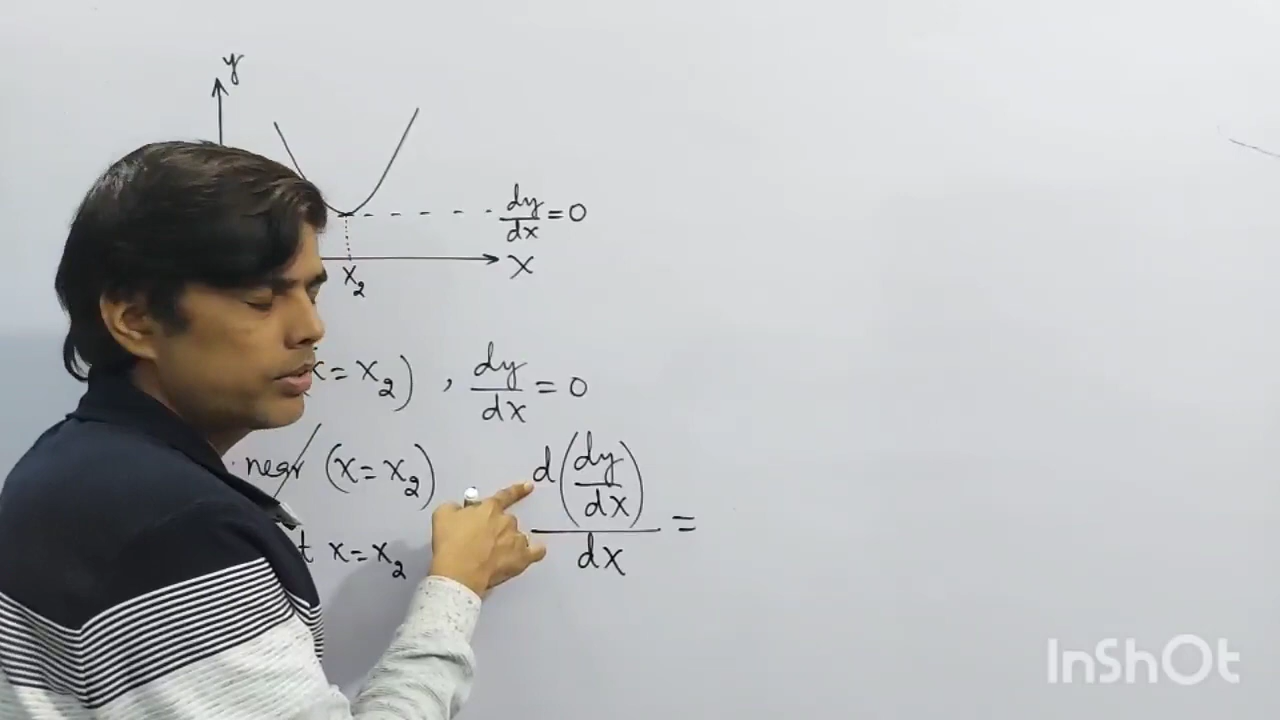 y
dy/dx = 0
x
x₂
x = x₂) , dy/dx = 0
near (x = x₂)
d(dy/dx)/dx =
t x = x₂
InShOt